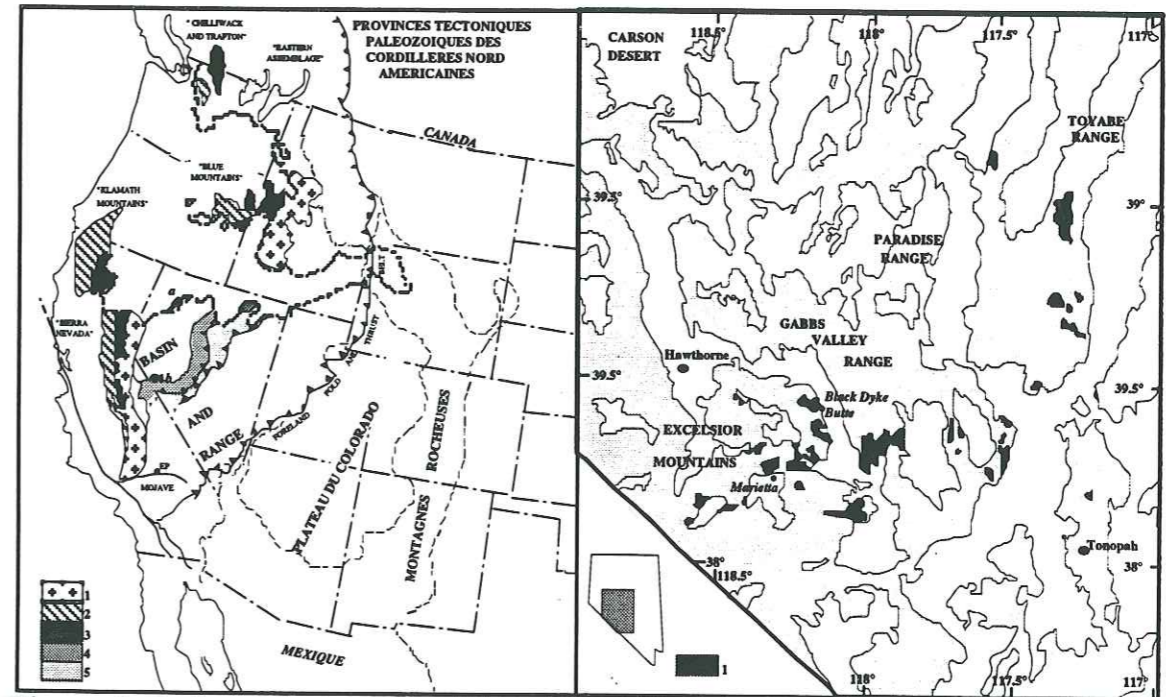 PROVINCES TECTONIQUES
PALEOZOIQUES DES
CORDILLERES NORD
AMERICAINES
" CHILLIWACK
AND TRAFTON"
"EASTERN
ASSEMBLAGE"
CANADA
"BLUE
MOUNTAINS"
"KLAMATH
MOUNTAINS"
EP
a
BELT
"SIERRA
NEVADA"
BASIN
b
AND
RANGE
FORELAND
FOLD
AND
THRUST
EP
MOJAVE
PLATEAU DU COLORADO
MONTAGNES
ROCHEUSES
MEXIQUE
1
2
3
4
5
CARSON
DESERT
118.5°
118°
117.5°
117°
TOYABE
RANGE
39.5°
39°
PARADISE
RANGE
GABBS
VALLEY
RANGE
Hawthorne
39.5°
39.5°
Black Dyke
Butte
EXCELSIOR
MOUNTAINS
Marietta
Tonopah
38°
38°
118.5°
1
118°
117.5°
117°